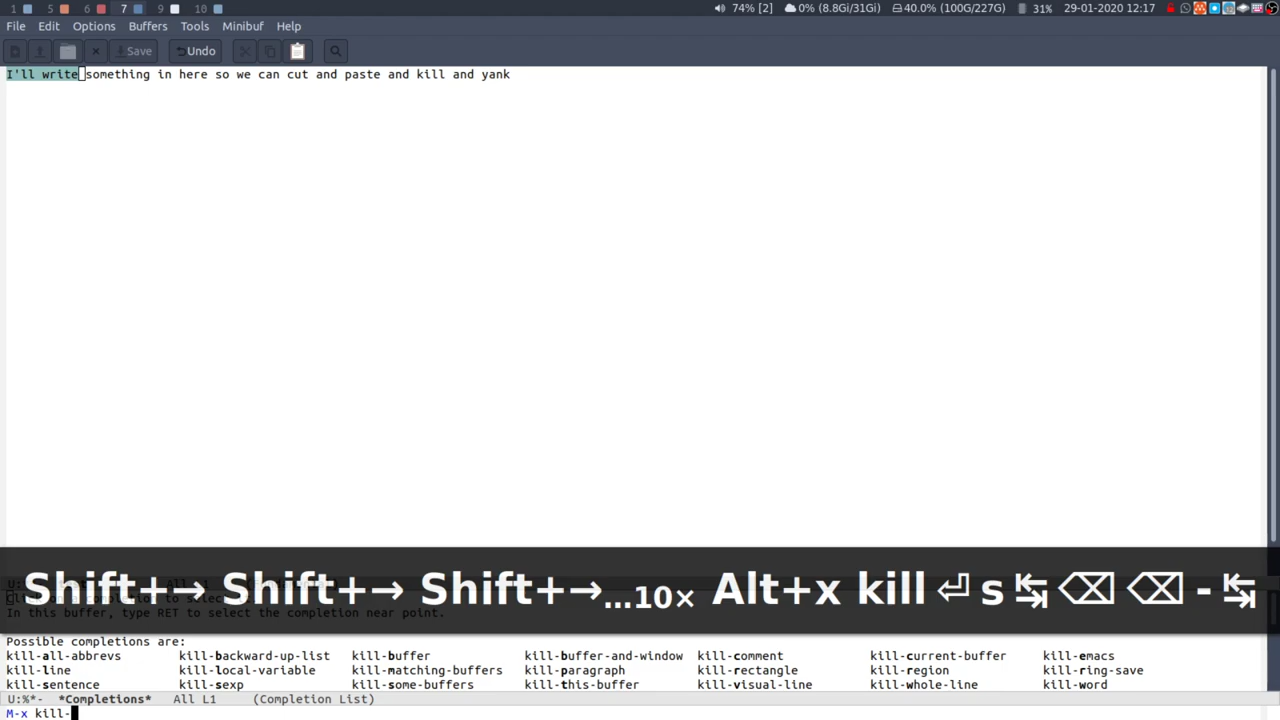 1 5 6 7 9 10 74% [2] 0% (8.8Gi/31Gi) 40.0% (100G/227G) 31% 29-01-2020 12:17
File Edit Options Buffers Tools Minibuf Help
Save Undo
I'll write something in here so we can cut and paste and kill and yank
Shift+→ Shift+→ Shift+→...10× Alt+x kill ⏎ s ↹ ⌫ ⌫ - ↹
In this buffer, type RET to select the completion near point.
Possible completions are:
kill-all-abbrevs kill-backward-up-list kill-buffer kill-buffer-and-window kill-comment kill-current-buffer kill-emacs
kill-line kill-local-variable kill-matching-buffers kill-paragraph kill-rectangle kill-region kill-ring-save
kill-sentence kill-sexp kill-some-buffers kill-this-buffer kill-visual-line kill-whole-line kill-word
U:%*- *Completions* All L1 (Completion List)
M-x kill-